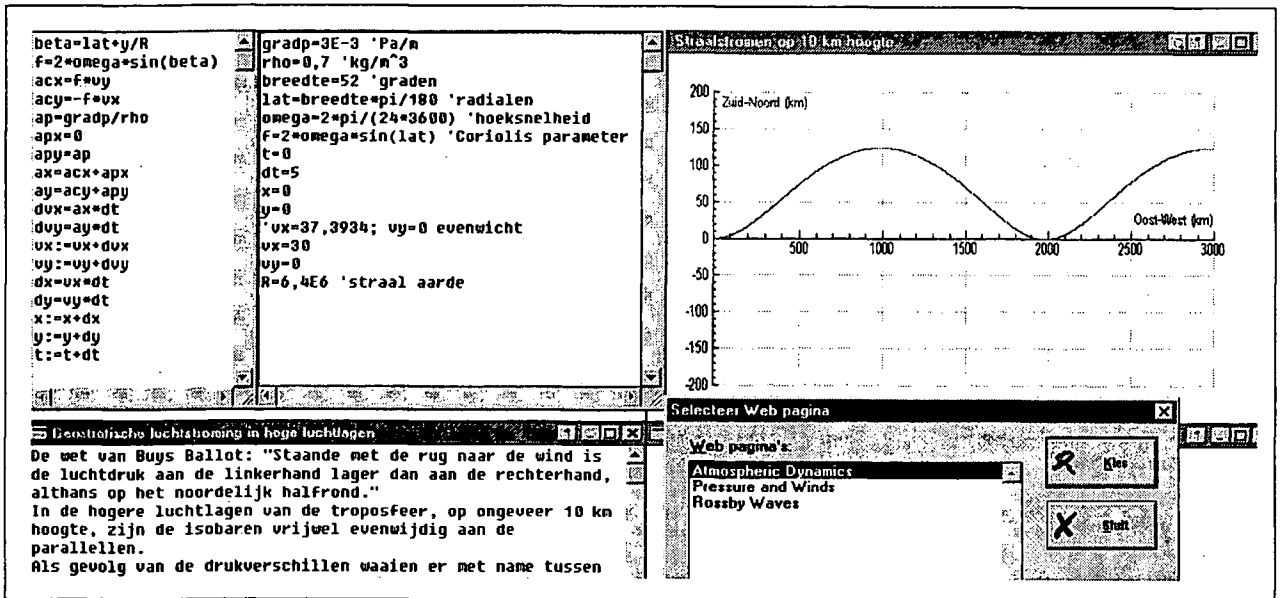 beta=lat+y/R
f=2*omega*sin(beta)
acx=f*vy
acy=-f*vx
ap=gradp/rho
apx=0
apy=ap
ax=acx+apx
ay=acy+apy
dvx=ax*dt
dvy=ay*dt
vx:=vx+dvx
vy:=vy+dvy
dx=vx*dt
dy=vy*dt
x:=x+dx
y:=y+dy
t:=t+dt
gradp=3E-3 'Pa/m
rho=0,7 'kg/m^3
breedte=52 'graden
lat=breedte*pi/180 'radialen
omega=2*pi/(24*3600) 'hoeksnelheid
f=2*omega*sin(lat) 'Coriolis parameter
t=0
dt=5
x=0
y=0
'vx=37,3934; vy=0 evenwicht
vx=30
vy=0
R=6,4E6 'straal aarde
Straalstromen op 10 km hoogte
Zuid-Noord (km)
200
150
100
50
0
-50
-100
-150
-200
Oost-West (km)
500 1000 1500 2000 2500 3000
Geostrofische luchtstroming in hoge luchtlagen
De wet van Buys Ballot: "Staande met de rug naar de wind is
de luchtdruk aan de linkerhand lager dan aan de rechterhand,
althans op het noordelijk halfrond."
In de hogere luchtlagen van de troposfeer, op ongeveer 10 km
hoogte, zijn de isobaren vrijwel evenwijdig aan de
parallellen.
Als gevolg van de drukverschillen waaien er met name tussen
Selecteer Web pagina
Web pagina's:
Atmospheric Dynamics
Pressure and Winds
Rossby Waves
Kies
Sluit